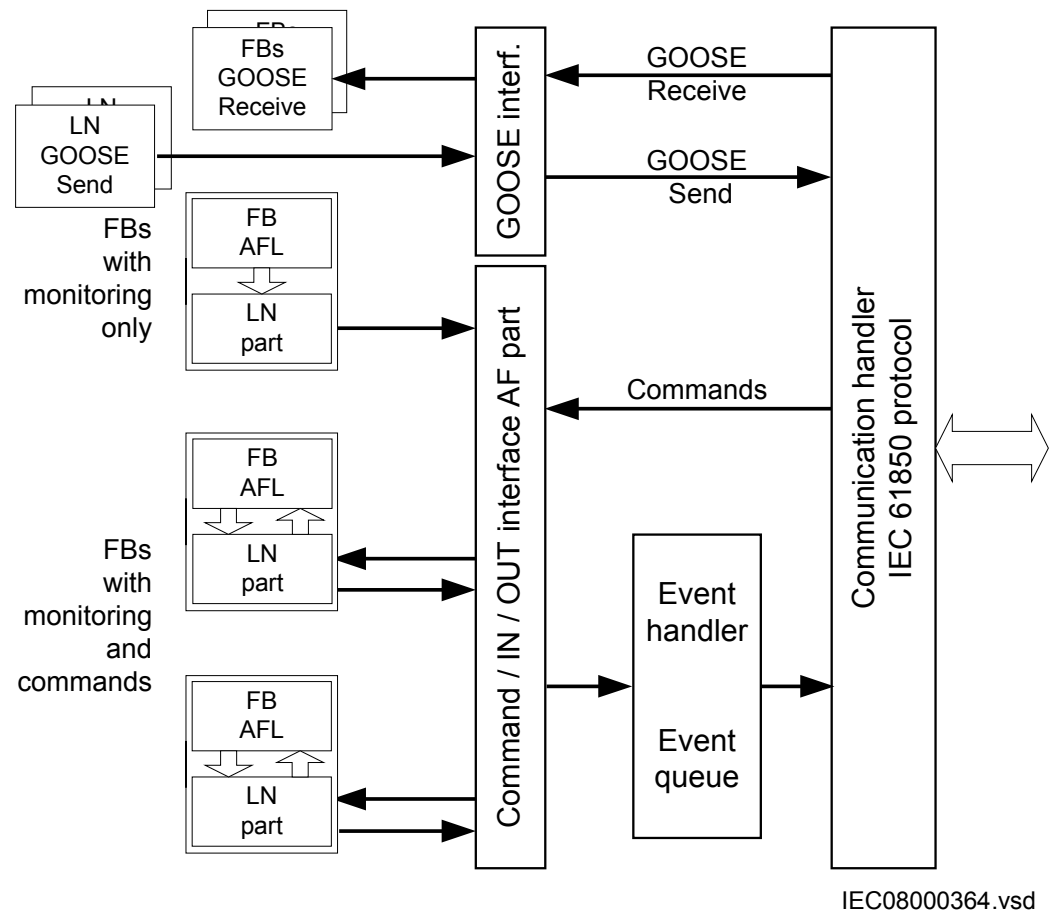 FBs
FBs
GOOSE
Receive
LN
LN
GOOSE
Send
GOOSE interf.
GOOSE
Receive
GOOSE
Send
FBs
with
monitoring
only
FB
AFL
LN
part
Command / IN / OUT interface AF part
Commands
Communication handler
IEC 61850 protocol
FBs
with
monitoring
and
commands
FB
AFL
LN
part
Event
handler
Event
queue
FB
AFL
LN
part
IEC08000364.vsd